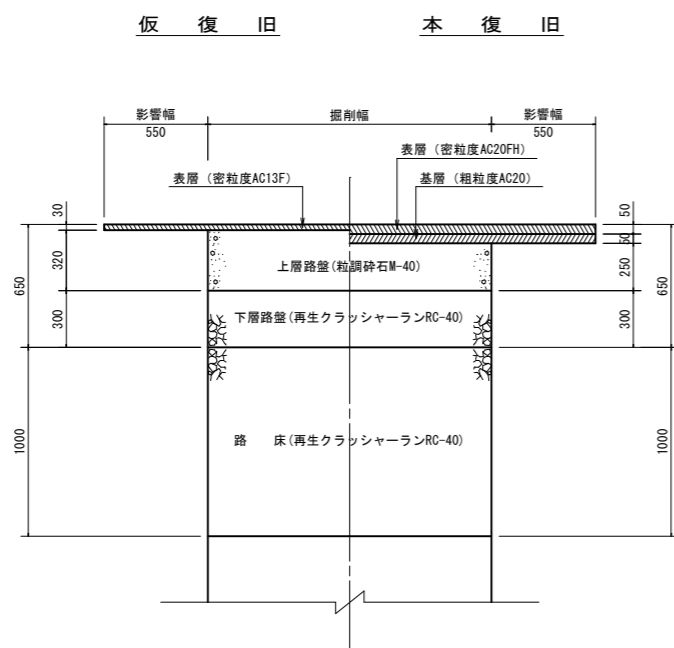 仮 復 旧
本 復 旧
影響幅
掘削幅
影響幅
550
550
表層（密粒度AC20FH）
表層（密粒度AC13F）
基層（粗粒度AC20）
30
50
50
320
250
上層路盤(粒調砕石M-40)
650
650
300
300
下層路盤(再生クラッシャーランRC-40)
路 床(再生クラッシャーランRC-40)
1000
1000